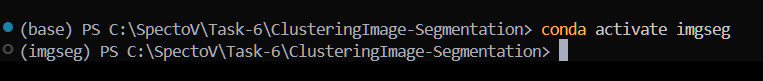 (base) PS C:\SpectoV\Task-6\ClusteringImage-Segmentation> conda activate imgseg
(imgseg) PS C:\SpectoV\Task-6\ClusteringImage-Segmentation>